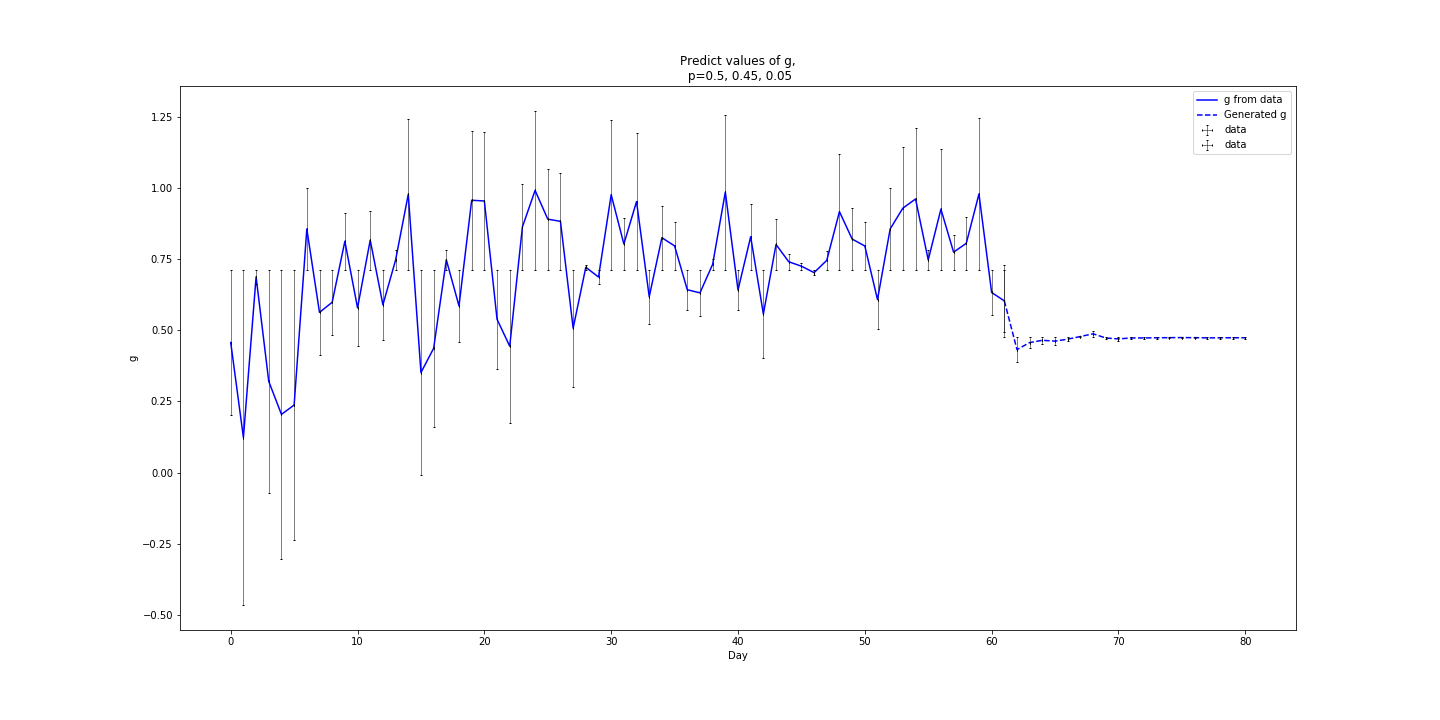 Predict values of g,
p=0.5, 0.45, 0.05
g from data
Generated g
data
data
1.25
1.00
0.75
0.50
0.25
0.00
−0.25
−0.50
g
0 10 20 30 40 50 60 70 80
Day